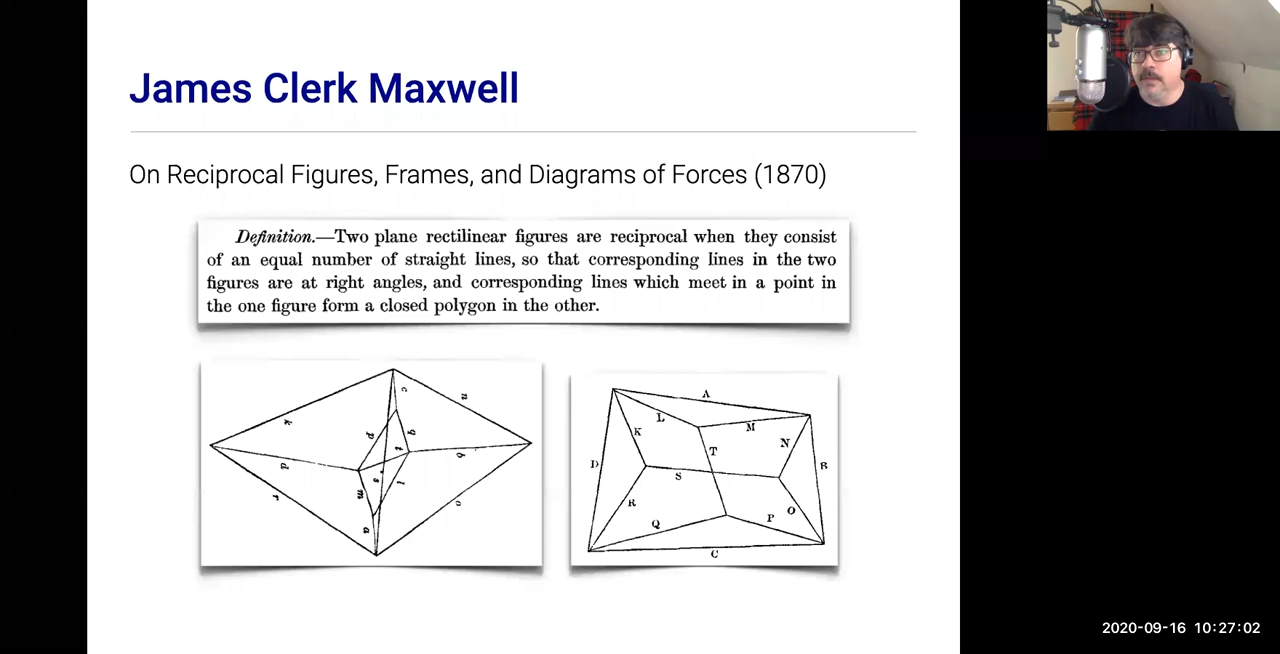 James Clerk Maxwell
On Reciprocal Figures, Frames, and Diagrams of Forces (1870)
Definition.—Two plane rectilinear figures are reciprocal when they consist
of an equal number of straight lines, so that corresponding lines in the two
figures are at right angles, and corresponding lines which meet in a point in
the one figure form a closed polygon in the other.
c
n
k
p
q
t
b
d
s
l
r
m
o
a
A
L
M
K
N
T
D
B
S
R
O
Q
P
C
2020-09-16 10:27:02